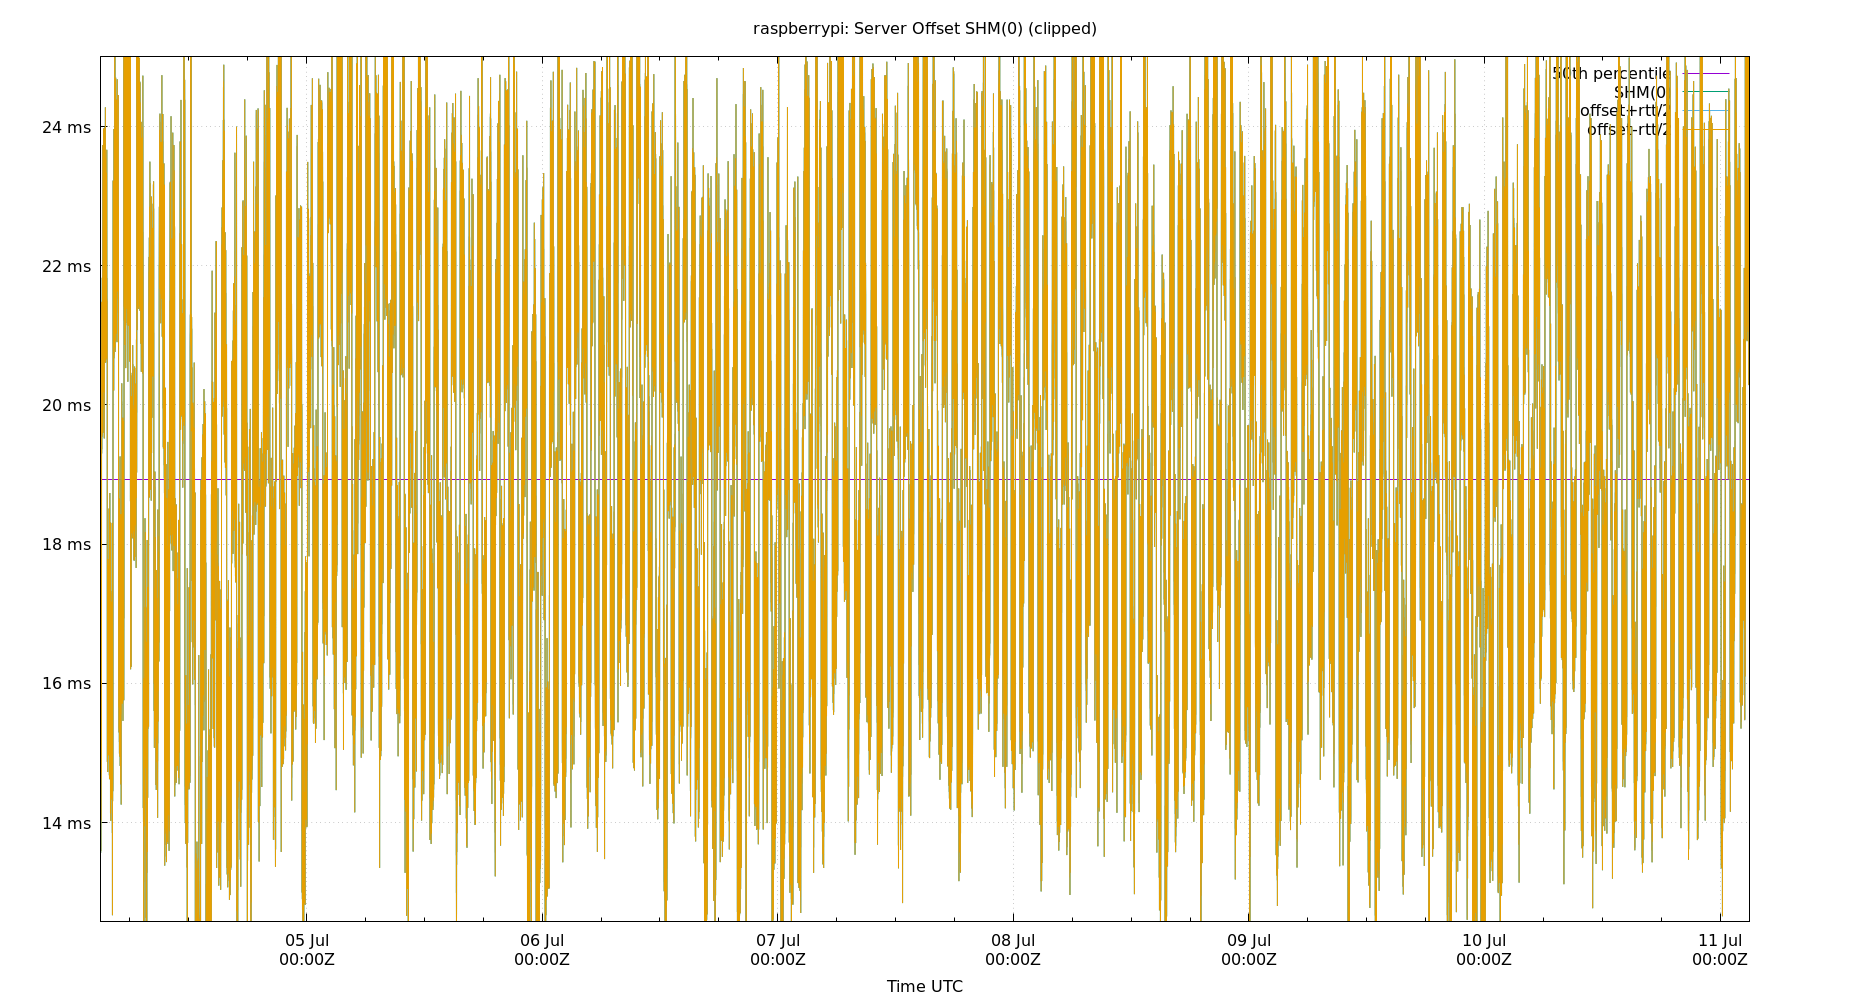 raspberrypi: Server Offset SHM(0) (clipped)
50th percentile
SHM(0)
offset+rtt/2
offset-rtt/2
24 ms
22 ms
20 ms
18 ms
16 ms
14 ms
05 Jul 06 Jul 07 Jul 08 Jul 09 Jul 10 Jul 11 Jul
00:00Z 00:00Z 00:00Z 00:00Z 00:00Z 00:00Z 00:00Z
Time UTC